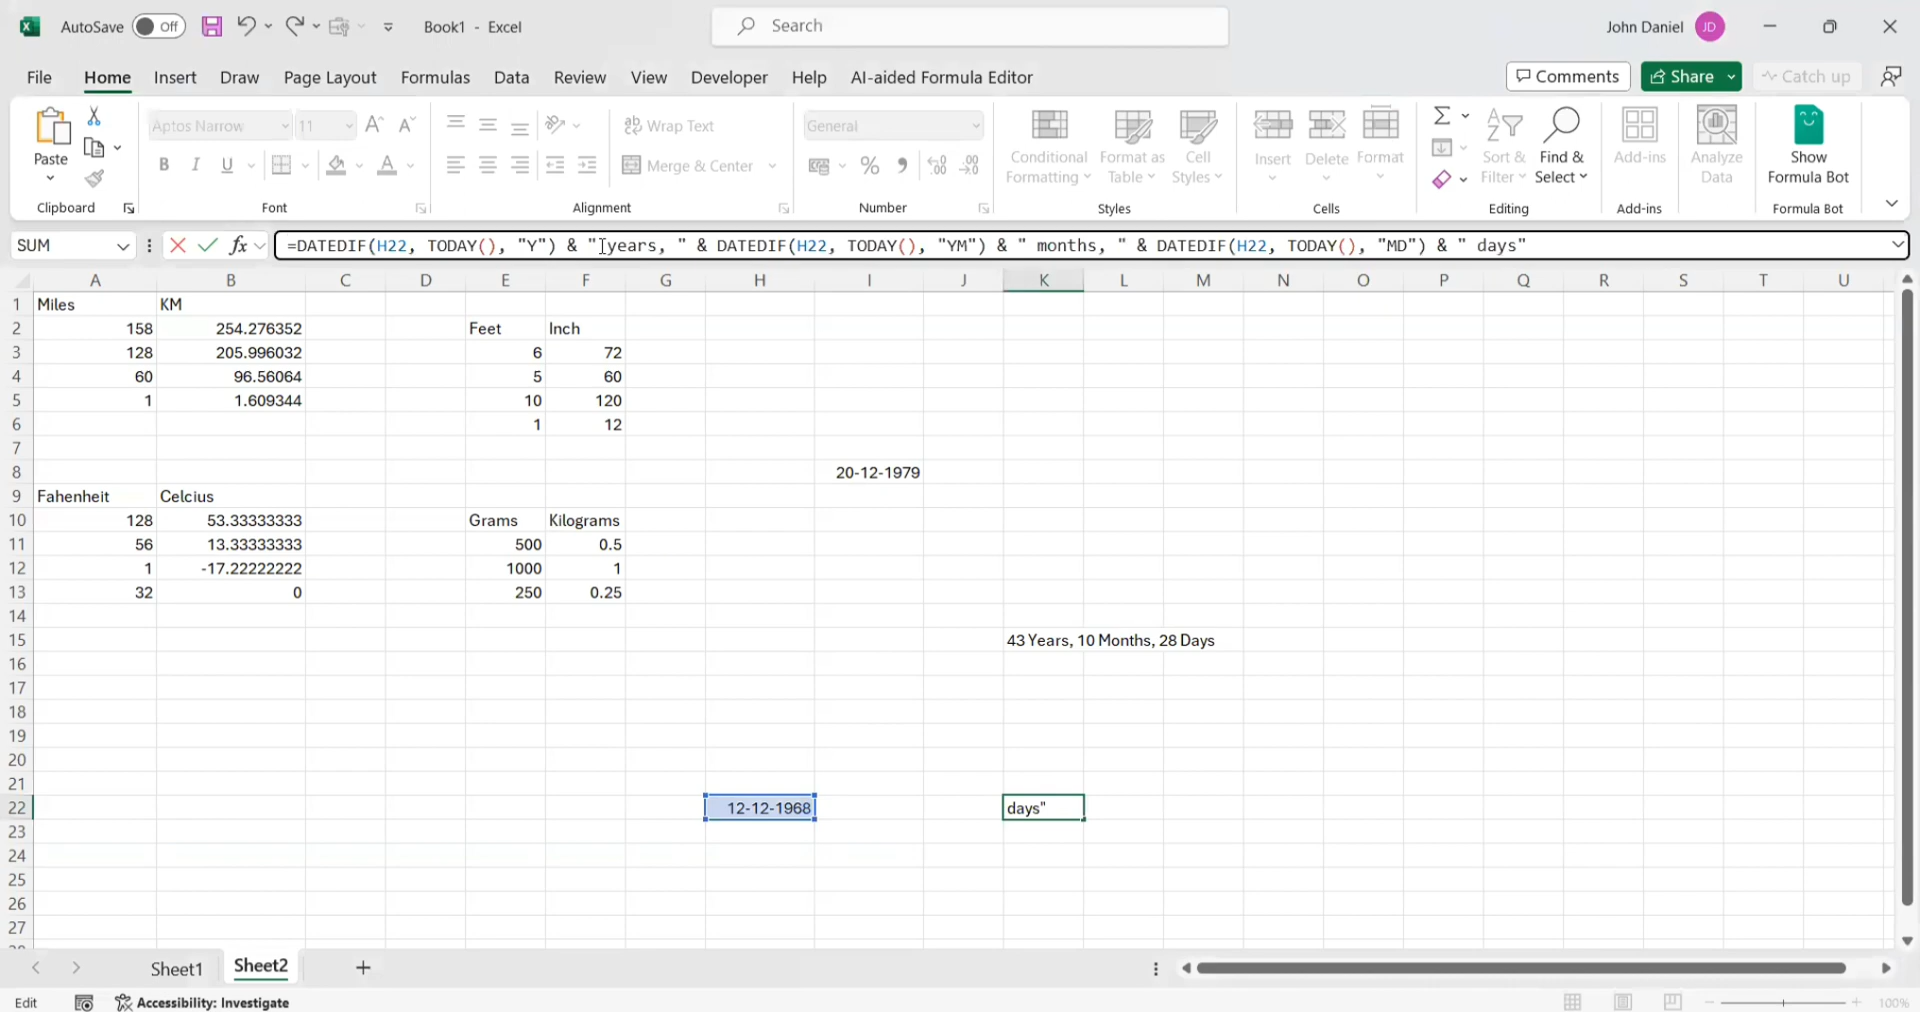 AutoSave Off Book1 - Excel Search John Daniel JD
File Home Insert Draw Page Layout Formulas Data Review View Developer Help AI-aided Formula Editor Comments Share Catch up
Paste
Aptos Narrow 11
B I U
Wrap Text
Merge & Center
General
Conditional Formatting
Format as Table
Cell Styles
Insert Delete Format
Sort & Filter
Find & Select
Add-ins
Analyze Data
Show Formula Bot
Clipboard Font Alignment Number Styles Cells Editing Add-ins Formula Bot
SUM fx =DATEDIF(H22, TODAY(), "Y") & " years, " & DATEDIF(H22, TODAY(), "YM") & " months, " & DATEDIF(H22, TODAY(), "MD") & " days"
A B C D E F G H I J K L M N O P Q R S T U
1 Miles KM
2 158 254.276352 Feet Inch
3 128 205.996032 6 72
4 60 96.56064 5 60
5 1 1.609344 10 120
6 1 12
7
8 20-12-1979
9 Fahenheit Celcius
10 128 53.33333333 Grams Kilograms
11 56 13.33333333 500 0.5
12 1 -17.22222222 1000 1
13 32 0 250 0.25
14
15 43 Years, 10 Months, 28 Days
16
17
18
19
20
21
22 12-12-1968 days"
23
24
25
26
27
Sheet1 Sheet2
Edit Accessibility: Investigate 100%